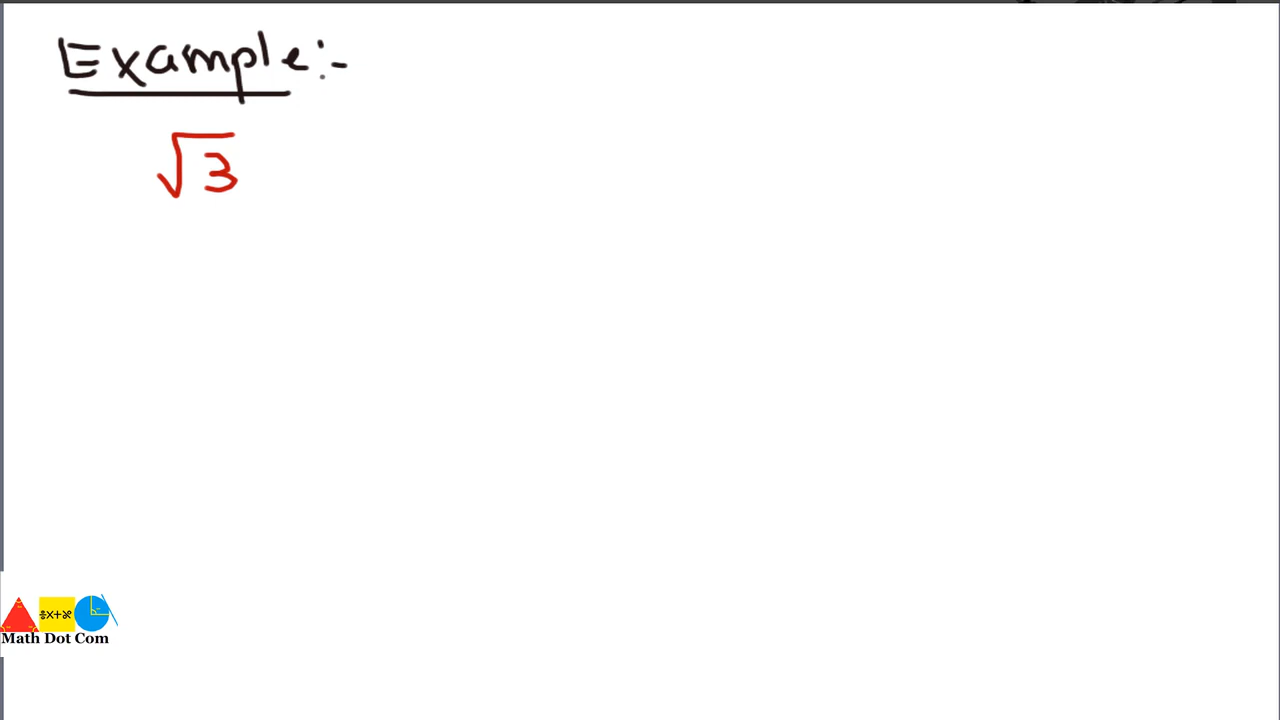 Example:-
√3
÷x+
Math Dot Com